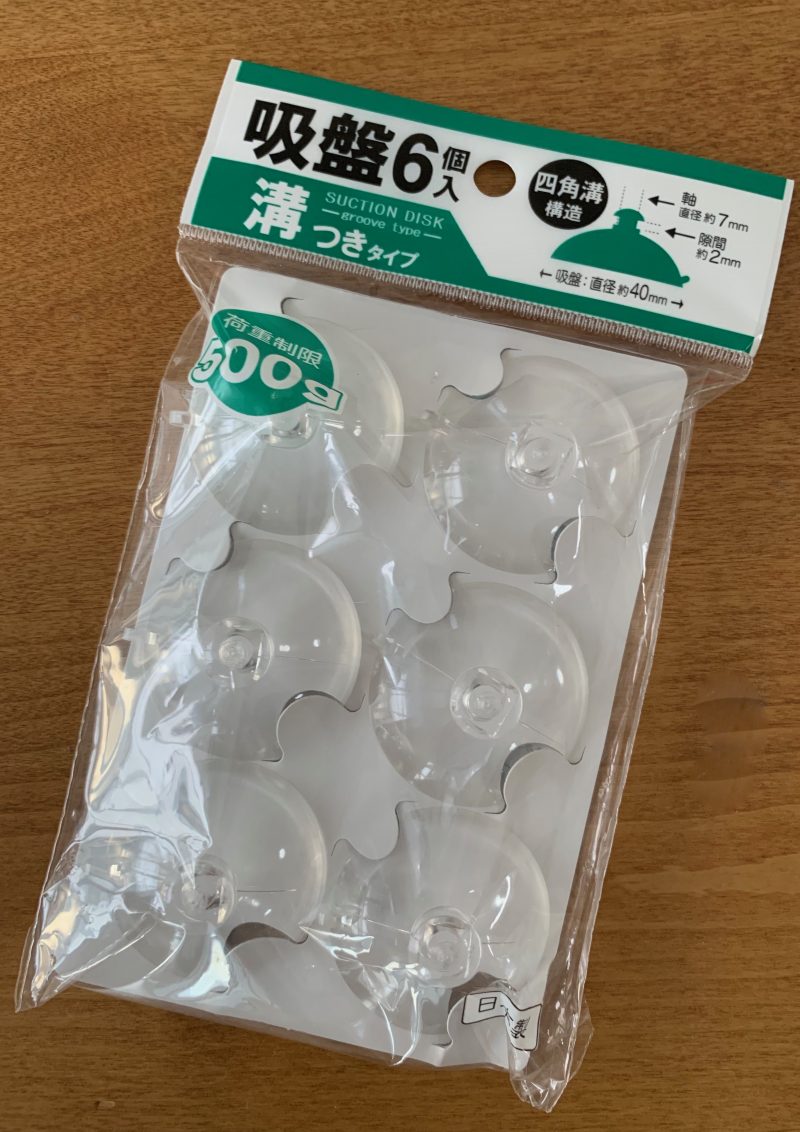 吸盤6個入
SUCTION DISK
―groove type―
溝つきタイプ
四角溝
構造
軸
直径約7mm
隙間
約2mm
吸盤:直径約40mm
荷重制限
500g